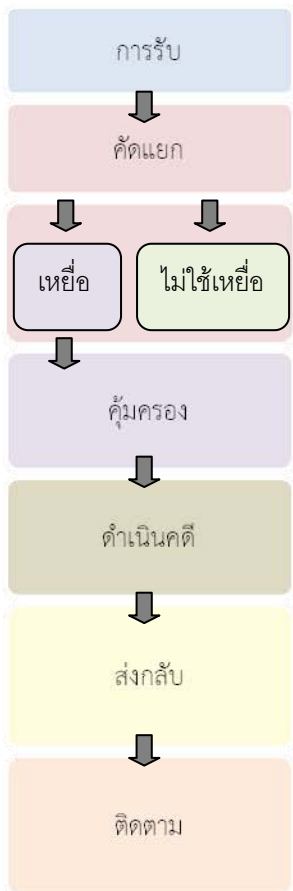 การรับ
คัดแยก
เหยื่อ
ไม่ใช้เหยื่อ
คุ้มครอง
ดำเนินคดี
ส่งกลับ
ติดตาม